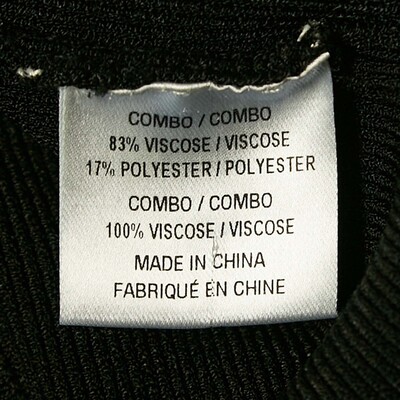 COMBO / COMBO
83% VISCOSE / VISCOSE
17% POLYESTER / POLYESTER
COMBO / COMBO
100% VISCOSE / VISCOSE
MADE IN CHINA
FABRIQUÉ EN CHINE